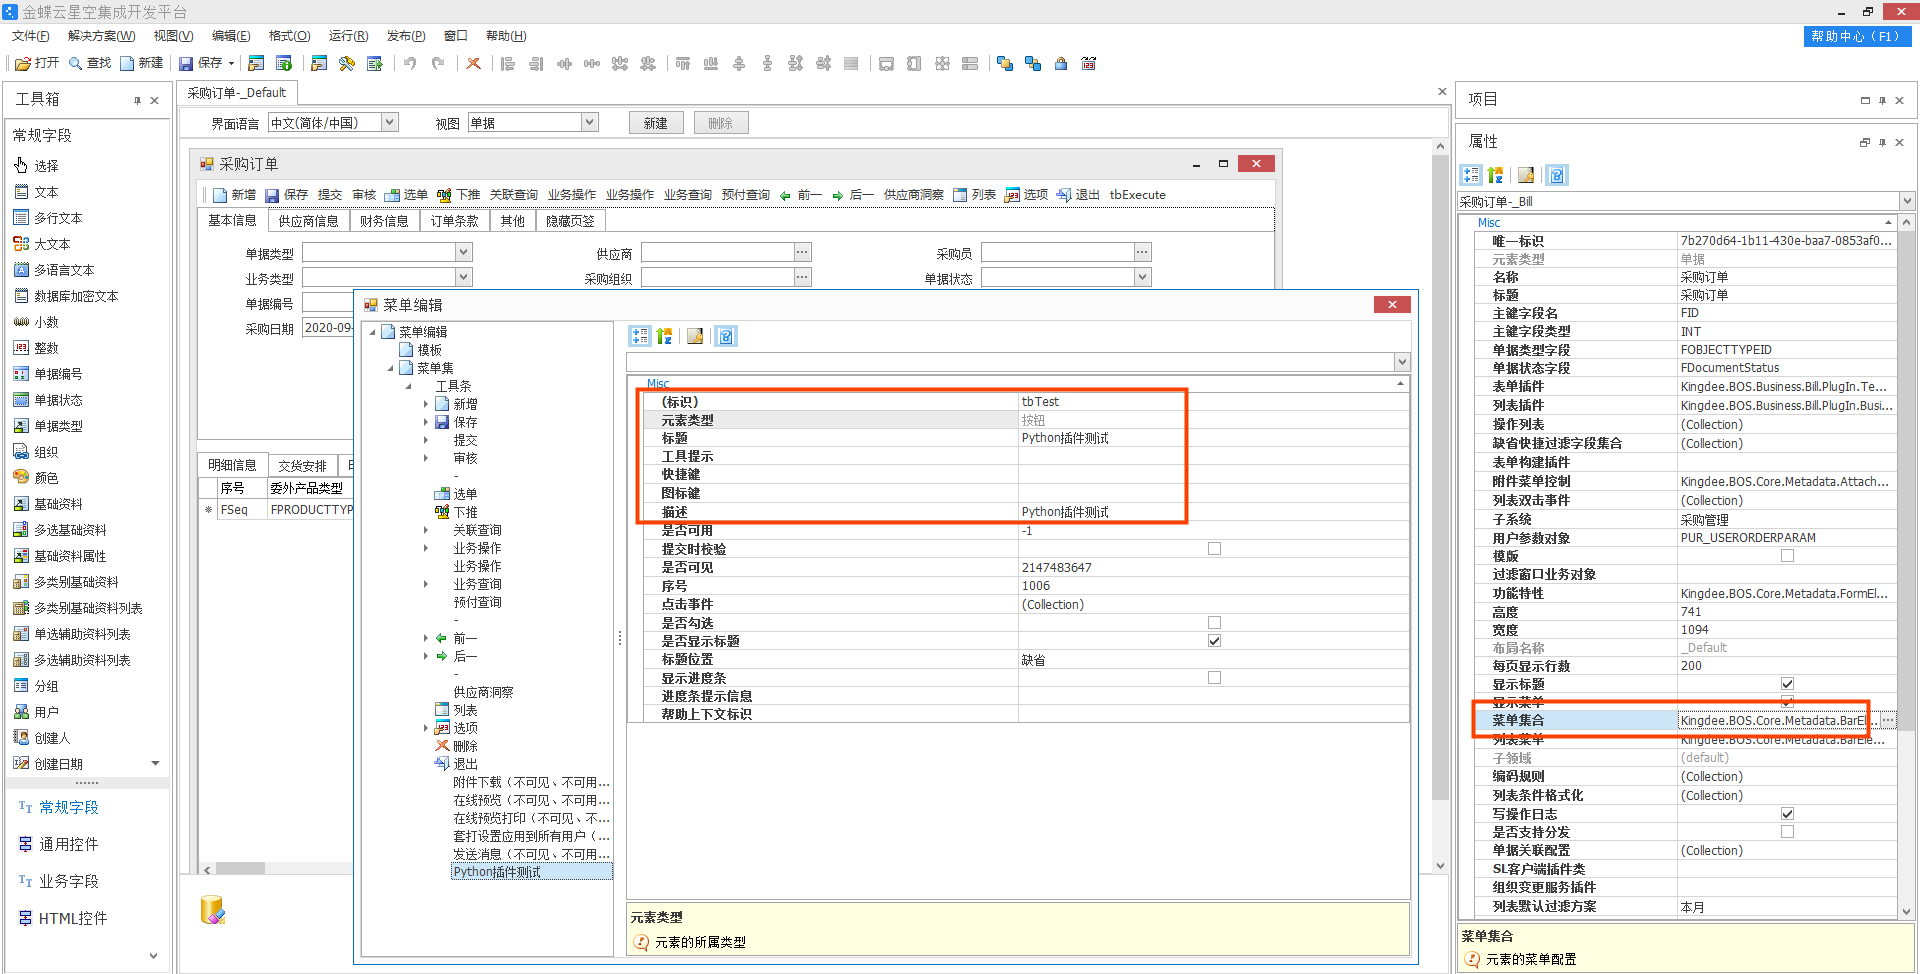 金蝶云星空集成开发平台
文件(F) 解决方案(W) 视图(V) 编辑(E) 格式(O) 运行(R) 发布(P) 窗口 帮助(H)
帮助中心（F1）
打开 查找 新建 保存
工具箱
常规字段
选择
文本
多行文本
大文本
多语言文本
数据库加密文本
小数
整数
单据编号
单据状态
单据类型
组织
颜色
基础资料
多选基础资料
基础资料属性
多类别基础资料
多类别基础资料列表
单选辅助资料列表
多选辅助资料列表
分组
用户
创建人
创建日期
常规字段
通用控件
业务字段
HTML控件
采购订单-_Default
界面语言 中文(简体/中国) 视图 单据 新建 删除
采购订单
新增 保存 提交 审核 选单 下推 关联查询 业务操作 业务操作 业务查询 预付查询 前一 后一 供应商洞察 列表 选项 退出 tbExecute
基本信息 供应商信息 财务信息 订单条款 其他 隐藏页签
单据类型 供应商 采购员
业务类型 采购组织 单据状态
单据编号
采购日期 2020-09-
明细信息 交货安排
序号 委外产品类型
FSeq FPRODUCTTYP
菜单编辑
菜单编辑
模板
菜单集
工具条
新增
保存
提交
审核
-
选单
下推
关联查询
业务操作
业务操作
业务查询
预付查询
-
前一
后一
-
供应商洞察
列表
选项
删除
退出
附件下载（不可见、不可用...
在线预览（不可见、不可用...
在线预览打印（不可见、不...
套打设置应用到所有用户（...
发送消息（不可见、不可用...
Python插件测试
Misc
(标识) tbTest
元素类型 按钮
标题 Python插件测试
工具提示
快捷键
图标键
描述 Python插件测试
是否可用 -1
提交时校验
是否可见 2147483647
序号 1006
点击事件 (Collection)
是否勾选
是否显示标题
标题位置 缺省
显示进度条
进度条提示信息
帮助上下文标识
元素类型
元素的所属类型
项目
属性
采购订单-_Bill
Misc
唯一标识 7b270d64-1b11-430e-baa7-0853af0...
元素类型 单据
名称 采购订单
标题 采购订单
主键字段名 FID
主键字段类型 INT
单据类型字段 FOBJECTTYPEID
单据状态字段 FDocumentStatus
表单插件 Kingdee.BOS.Business.Bill.PlugIn.Te...
列表插件 Kingdee.BOS.Business.Bill.PlugIn.Busi...
操作列表 (Collection)
缺省快捷过滤字段集合 (Collection)
表单构建插件
附件菜单控制 Kingdee.BOS.Core.Metadata.Attach...
列表双击事件 (Collection)
子系统 采购管理
用户参数对象 PUR_USERORDERPARAM
模版
过滤窗口业务对象
功能特性 Kingdee.BOS.Core.Metadata.FormEl...
高度 741
宽度 1094
布局名称 _Default
每页显示行数 200
显示标题
显示菜单
菜单集合 Kingdee.BOS.Core.Metadata.BarEl...
列表菜单 Kingdee.BOS.Core.Metadata.BarEle...
子领域 (default)
编码规则 (Collection)
列表条件格式化 (Collection)
写操作日志
是否支持分发
单据关联配置 (Collection)
SL客户端插件类
组织变更服务插件
列表默认过滤方案 本月
菜单集合
元素的菜单配置